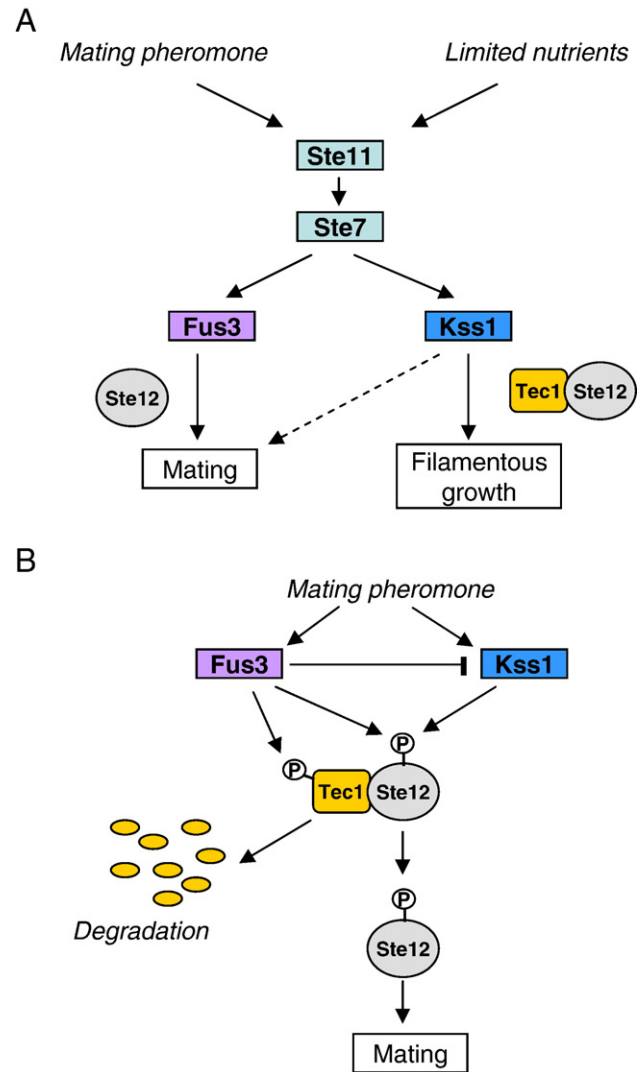 A
Mating pheromone
Limited nutrients
Ste11
Ste7
Fus3
Kss1
Ste12
Tec1
Ste12
Mating
Filamentous
growth
B
Mating pheromone
Fus3
Kss1
P
P
Tec1
Ste12
Degradation
P
Ste12
Mating